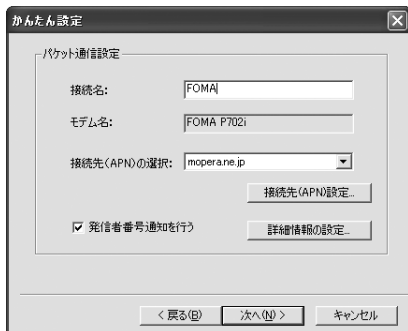 かんたん設定
パケット通信設定
接続名: FOMA
モデム名: FOMA P702i
接続先(APN)の選択: mopera.ne.jp
接続先(APN)設定...
発信者番号通知を行う 詳細情報の設定...
< 戻る(B) 次へ(N) > キャンセル